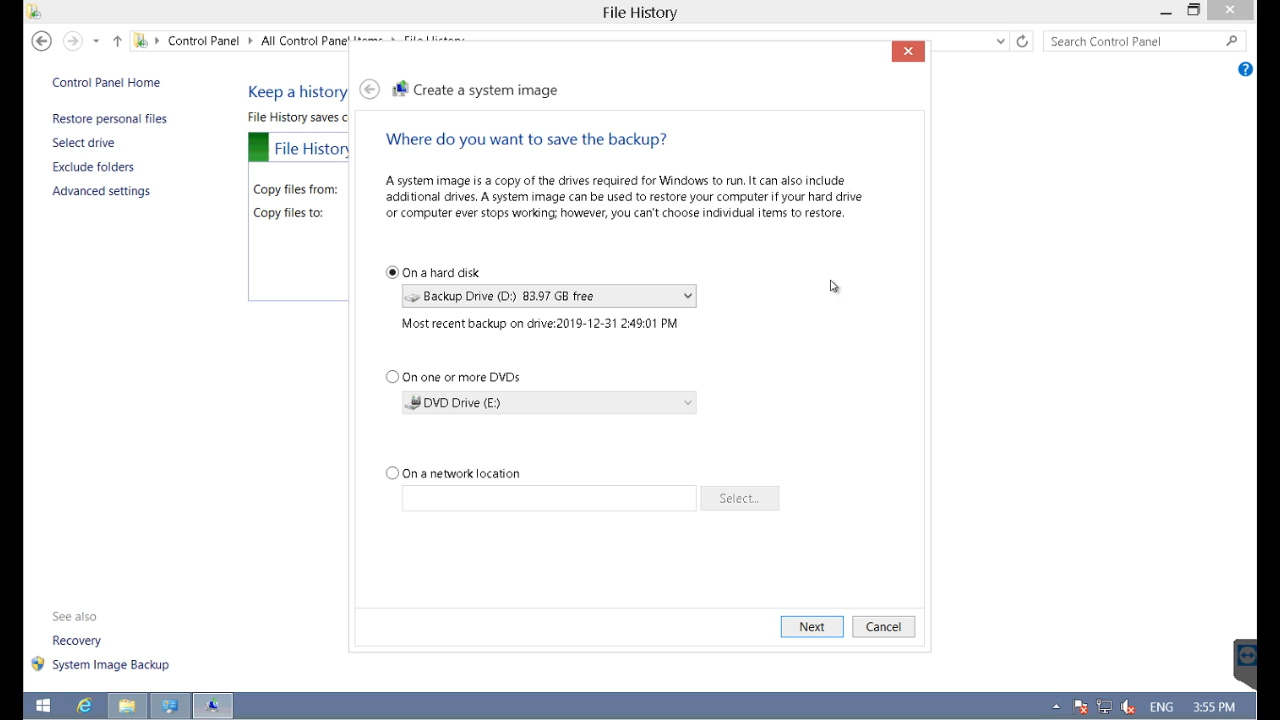 File History
Control Panel
All Control Panel Items
File History
Search Control Panel
Control Panel Home
Restore personal files
Select drive
Exclude folders
Advanced settings
Keep a history
File History saves c
File History
Copy files from:
Copy files to:
Create a system image
Where do you want to save the backup?
A system image is a copy of the drives required for Windows to run. It can also include
additional drives. A system image can be used to restore your computer if your hard drive
or computer ever stops working; however, you can't choose individual items to restore.
On a hard disk
Backup Drive (D:) 83.97 GB free
Most recent backup on drive:2019-12-31 2:49:01 PM
On one or more DVDs
DVD Drive (E:)
On a network location
Select...
Next
Cancel
See also
Recovery
System Image Backup
ENG
3:55 PM